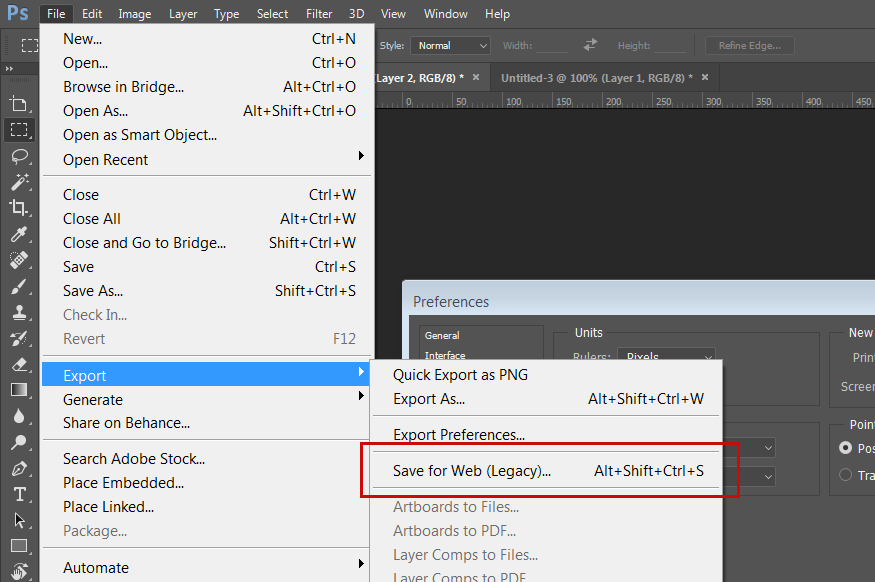 Ps File Edit Image Layer Type Select Filter 3D View Window Help
Style: Normal Width: Height: Refine Edge...
(Layer 2, RGB/8) * × Untitled-3 @ 100% (Layer 1, RGB/8) * ×
0 50 100 150 200 250 300 350 400 450
New... Ctrl+N
Open... Ctrl+O
Browse in Bridge... Alt+Ctrl+O
Open As... Alt+Shift+Ctrl+O
Open as Smart Object...
Open Recent
Close Ctrl+W
Close All Alt+Ctrl+W
Close and Go to Bridge... Shift+Ctrl+W
Save Ctrl+S
Save As... Shift+Ctrl+S
Check In...
Revert F12
Export
Generate
Share on Behance...
Search Adobe Stock...
Place Embedded...
Place Linked...
Package...
Automate
Preferences
General
Interface
Units
Rulers: Pixels
New
Prin
Screen
Poin
Pos
Tra
Quick Export as PNG
Export As... Alt+Shift+Ctrl+W
Export Preferences...
Save for Web (Legacy)... Alt+Shift+Ctrl+S
Artboards to Files...
Artboards to PDF...
Layer Comps to Files...
Layer Comps to PDF